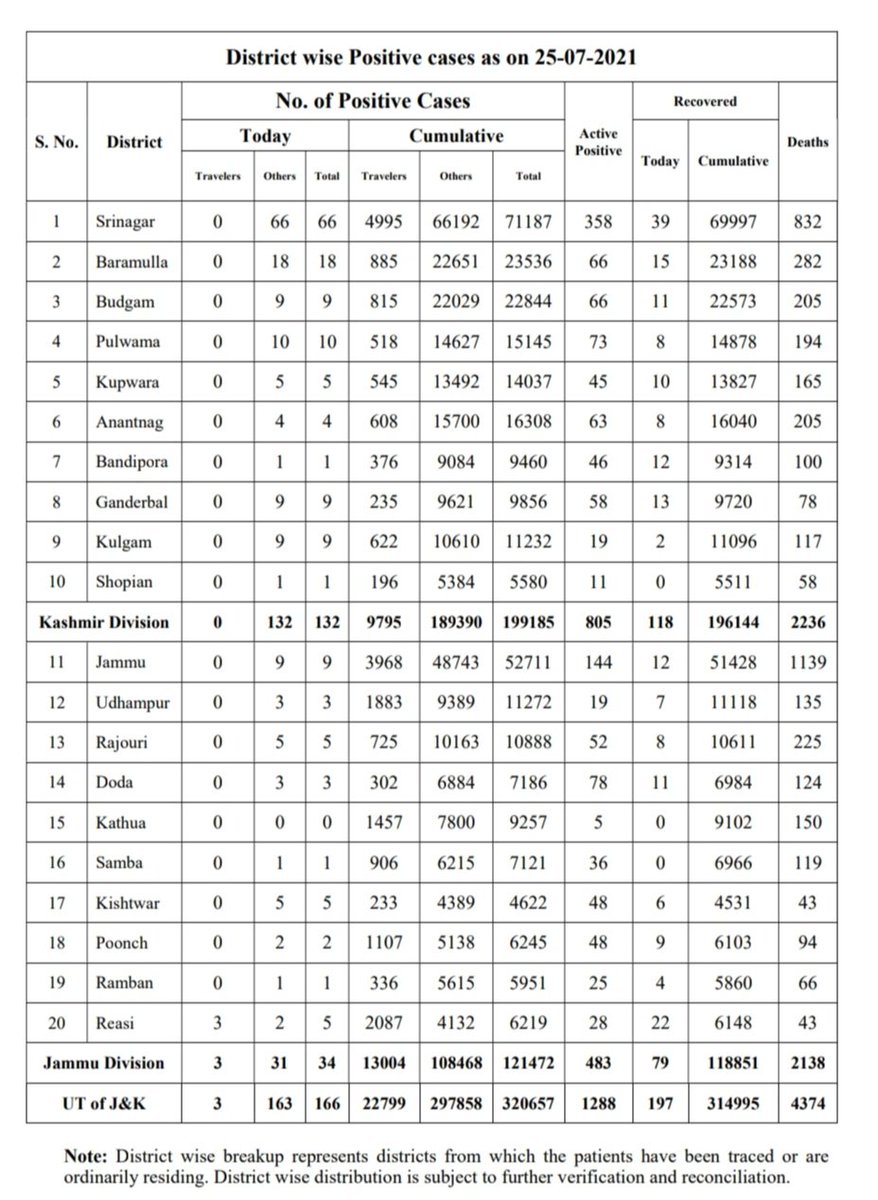 District wise Positive cases as on 25-07-2021
S. No. District No. of Positive Cases Active Positive Recovered Deaths
Today Cumulative Today Cumulative
Travelers Others Total Travelers Others Total
1 Srinagar 0 66 66 4995 66192 71187 358 39 69997 832
2 Baramulla 0 18 18 885 22651 23536 66 15 23188 282
3 Budgam 0 9 9 815 22029 22844 66 11 22573 205
4 Pulwama 0 10 10 518 14627 15145 73 8 14878 194
5 Kupwara 0 5 5 545 13492 14037 45 10 13827 165
6 Anantnag 0 4 4 608 15700 16308 63 8 16040 205
7 Bandipora 0 1 1 376 9084 9460 46 12 9314 100
8 Ganderbal 0 9 9 235 9621 9856 58 13 9720 78
9 Kulgam 0 9 9 622 10610 11232 19 2 11096 117
10 Shopian 0 1 1 196 5384 5580 11 0 5511 58
Kashmir Division 0 132 132 9795 189390 199185 805 118 196144 2236
11 Jammu 0 9 9 3968 48743 52711 144 12 51428 1139
12 Udhampur 0 3 3 1883 9389 11272 19 7 11118 135
13 Rajouri 0 5 5 725 10163 10888 52 8 10611 225
14 Doda 0 3 3 302 6884 7186 78 11 6984 124
15 Kathua 0 0 0 1457 7800 9257 5 0 9102 150
16 Samba 0 1 1 906 6215 7121 36 0 6966 119
17 Kishtwar 0 5 5 233 4389 4622 48 6 4531 43
18 Poonch 0 2 2 1107 5138 6245 48 9 6103 94
19 Ramban 0 1 1 336 5615 5951 25 4 5860 66
20 Reasi 3 2 5 2087 4132 6219 28 22 6148 43
Jammu Division 3 31 34 13004 108468 121472 483 79 118851 2138
UT of J&K 3 163 166 22799 297858 320657 1288 197 314995 4374
Note: District wise breakup represents districts from which the patients have been traced or are
ordinarily residing. District wise distribution is subject to further verification and reconciliation.